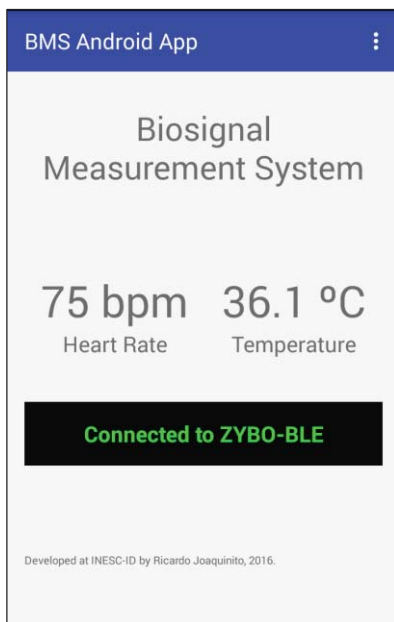 BMS Android App
Biosignal
Measurement System
75 bpm 36.1 ºC
Heart Rate Temperature
Connected to ZYBO-BLE
Developed at INESC-ID by Ricardo Joaquinito, 2016.